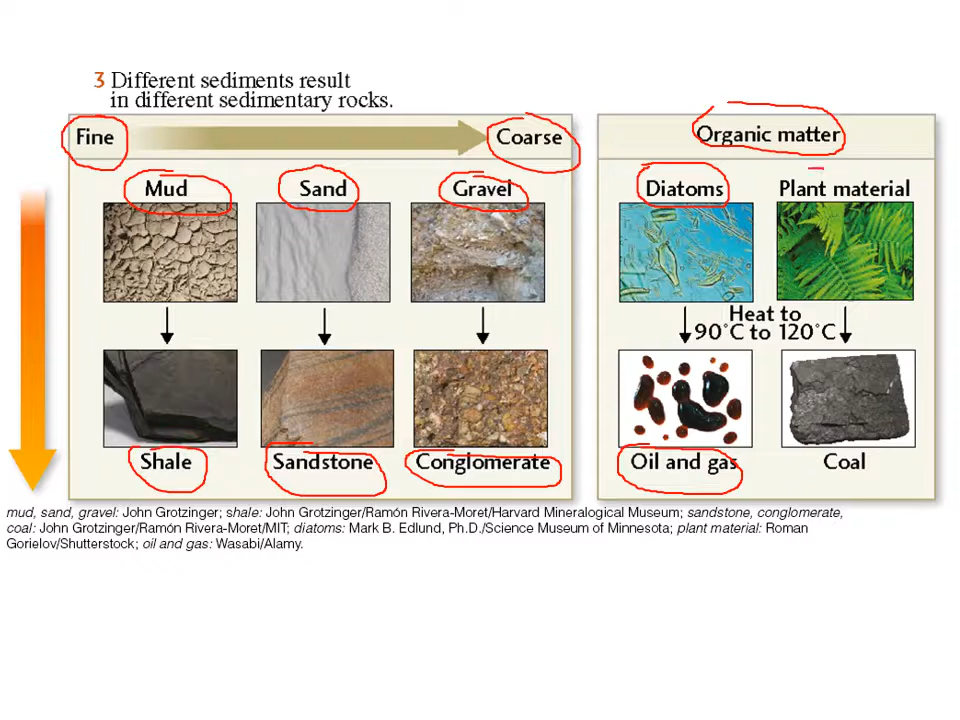 3 Different sediments result
in different sedimentary rocks.
Fine
Coarse
Organic matter
Mud
Sand
Gravel
Diatoms
Plant material
Heat to
90°C to 120°C
Shale
Sandstone
Conglomerate
Oil and gas
Coal
mud, sand, gravel: John Grotzinger; shale: John Grotzinger/Ramón Rivera-Moret/Harvard Mineralogical Museum; sandstone, conglomerate,
coal: John Grotzinger/Ramón Rivera-Moret/MIT; diatoms: Mark B. Edlund, Ph.D./Science Museum of Minnesota; plant material: Roman
Gorielov/Shutterstock; oil and gas: Wasabi/Alamy.